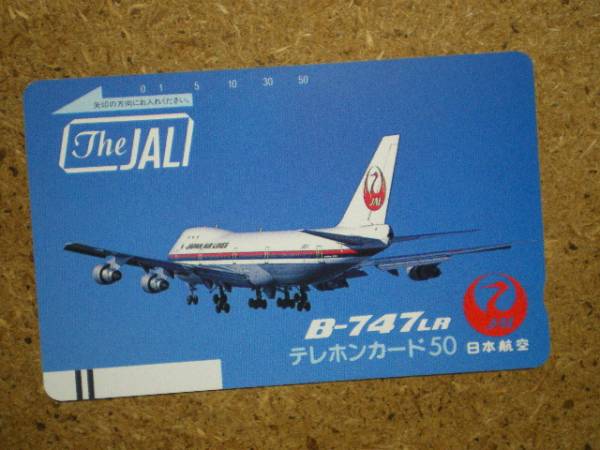 0 1 5 10 30 50
矢印の方向にお入れください。
The JAL
JAL
JAPAN AIR LINES
B-747LR
テレホンカード50
JAL
日本航空